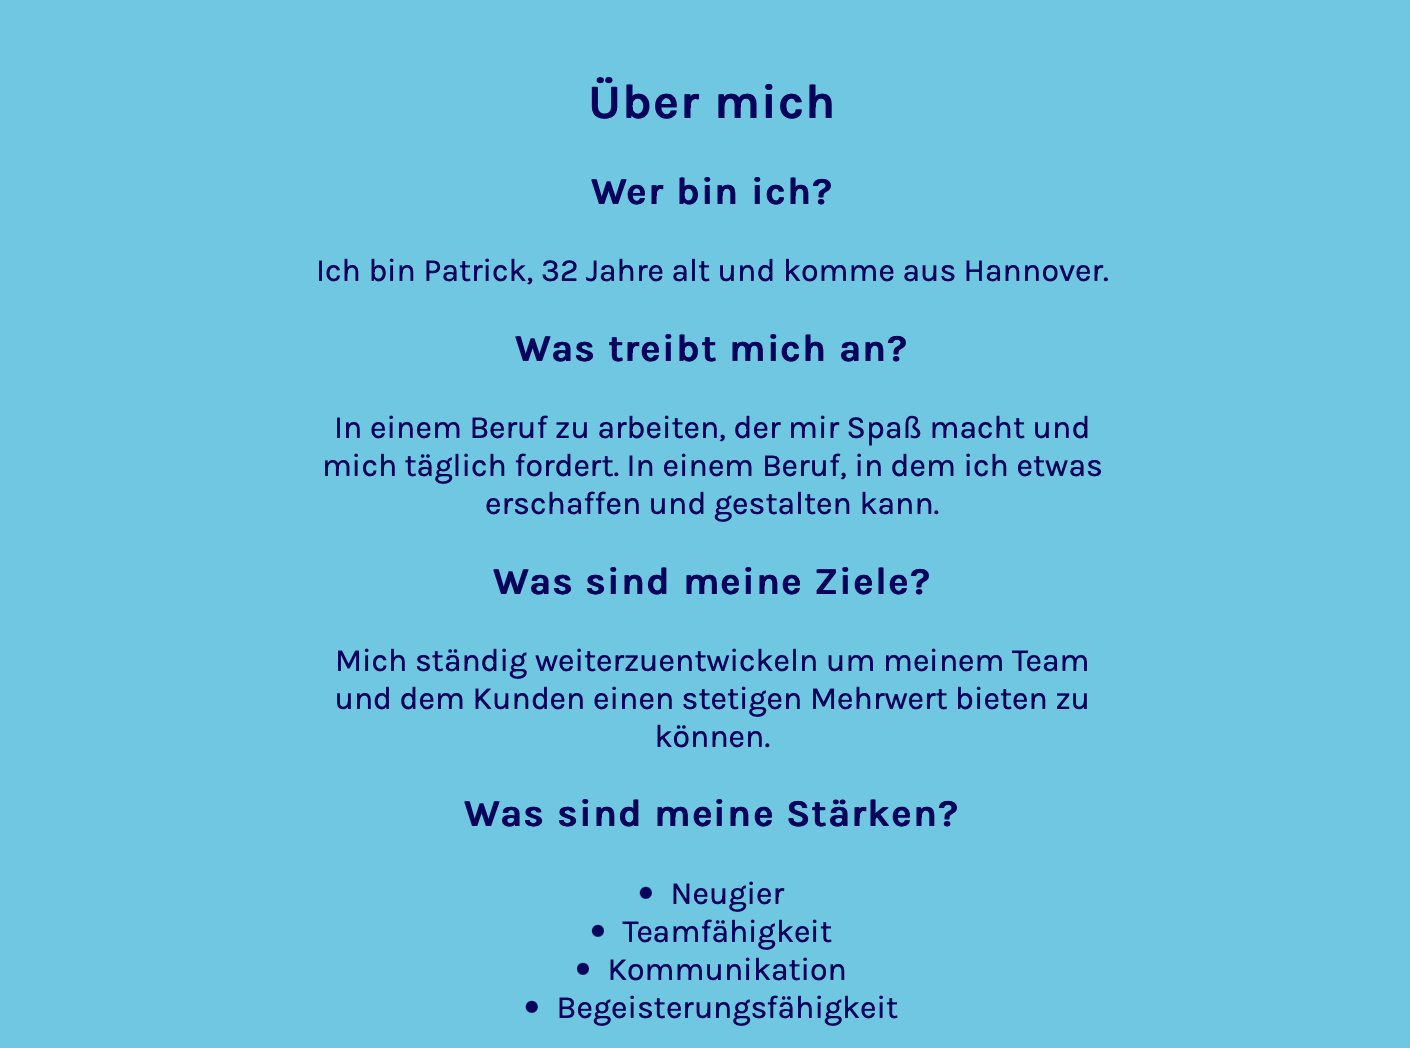 Über mich
Wer bin ich?
Ich bin Patrick, 32 Jahre alt und komme aus Hannover.
Was treibt mich an?
In einem Beruf zu arbeiten, der mir Spaß macht und
mich täglich fordert. In einem Beruf, in dem ich etwas
erschaffen und gestalten kann.
Was sind meine Ziele?
Mich ständig weiterzuentwickeln um meinem Team
und dem Kunden einen stetigen Mehrwert bieten zu
können.
Was sind meine Stärken?
• Neugier
• Teamfähigkeit
• Kommunikation
• Begeisterungsfähigkeit